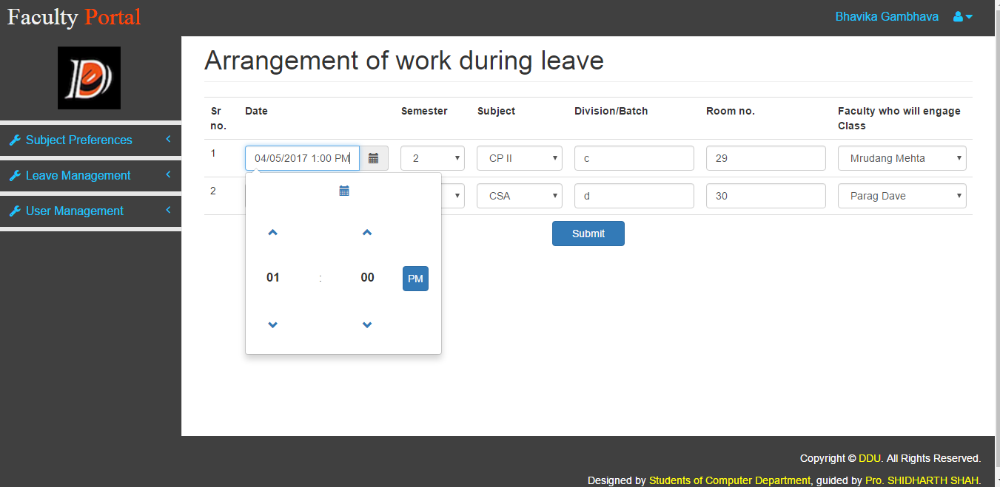 Faculty Portal
Bhavika Gambhava
Subject Preferences
Leave Management
User Management
Arrangement of work during leave
Sr no. Date Semester Subject Division/Batch Room no. Faculty who will engage Class
1 04/05/2017 1:00 PM 2 CP II c 29 Mrudang Mehta
2 CSA d 30 Parag Dave
01 : 00 PM
Submit
Copyright © DDU. All Rights Reserved.
Designed by Students of Computer Department, guided by Pro. SHIDHARTH SHAH.